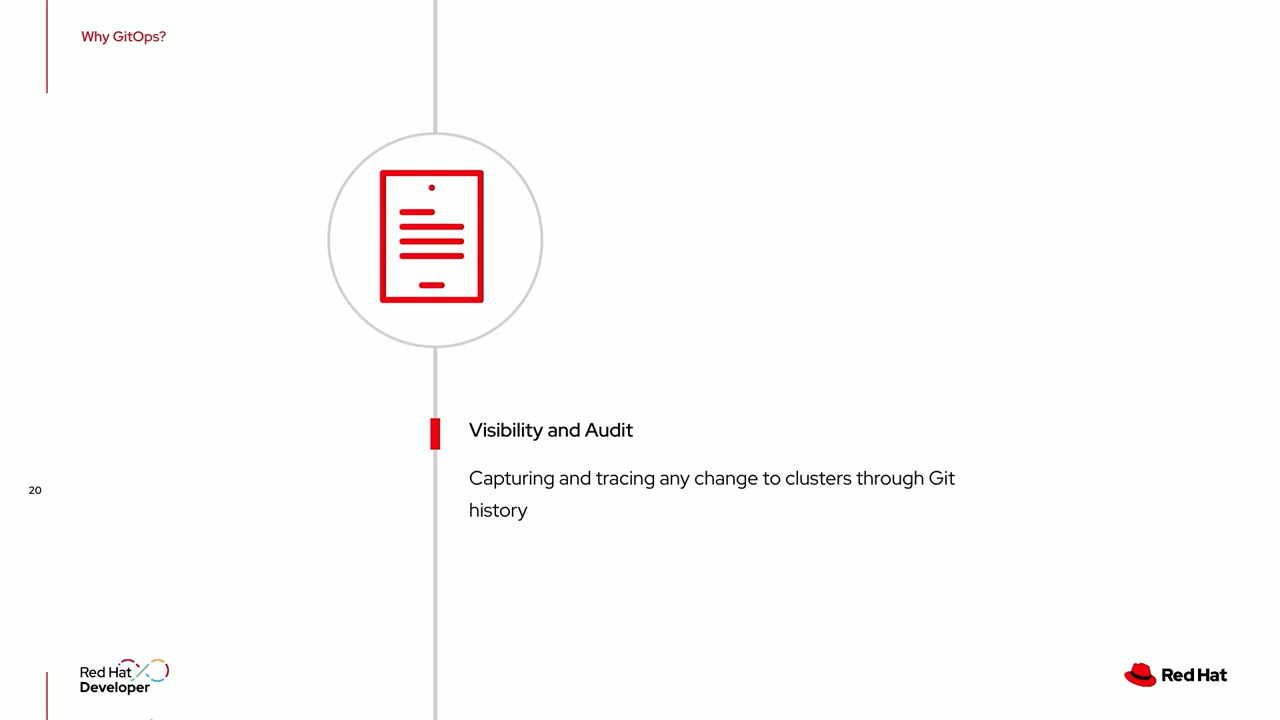 Why GitOps?
Visibility and Audit
Capturing and tracing any change to clusters through Git
history
20
Red Hat
Developer
Red Hat